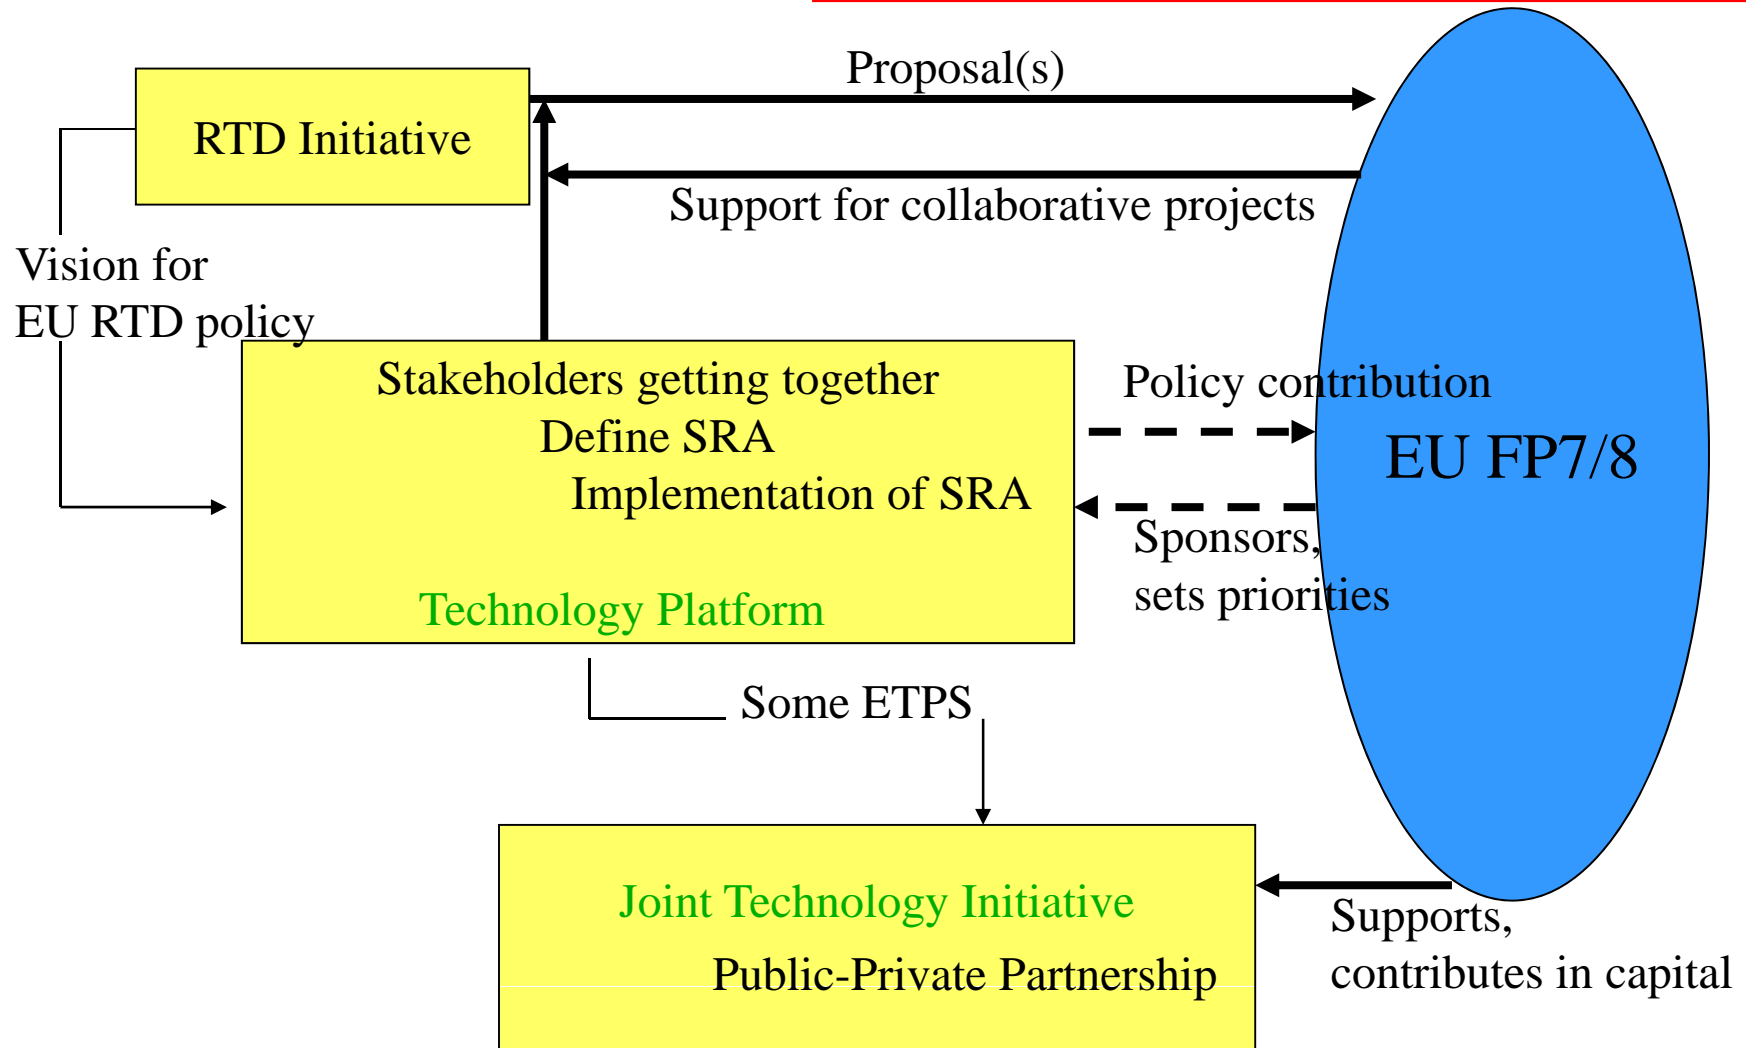 Proposal(s)
RTD Initiative
Support for collaborative projects
Vision for
EU RTD policy
Stakeholders getting together
Define SRA
Implementation of SRA
Technology Platform
Policy contribution
EU FP7/8
Sponsors,
sets priorities
Some ETPS
Joint Technology Initiative
Public-Private Partnership
Supports,
contributes in capital